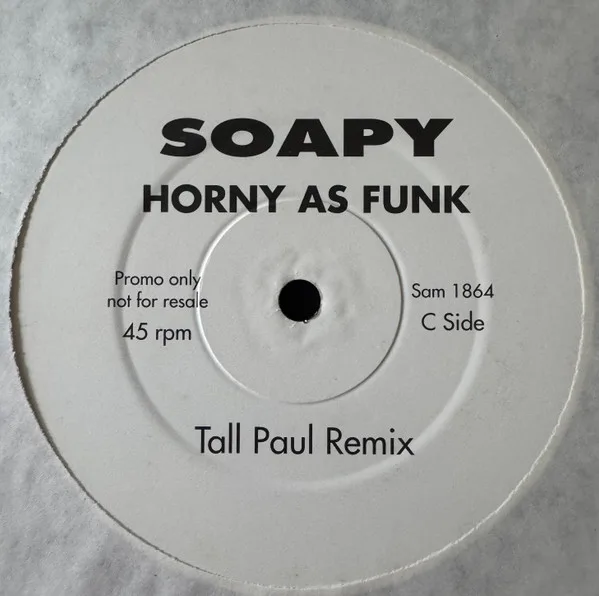 SOAPY
HORNY AS FUNK
Promo only
not for resale
45 rpm
Sam 1864
C Side
Tall Paul Remix